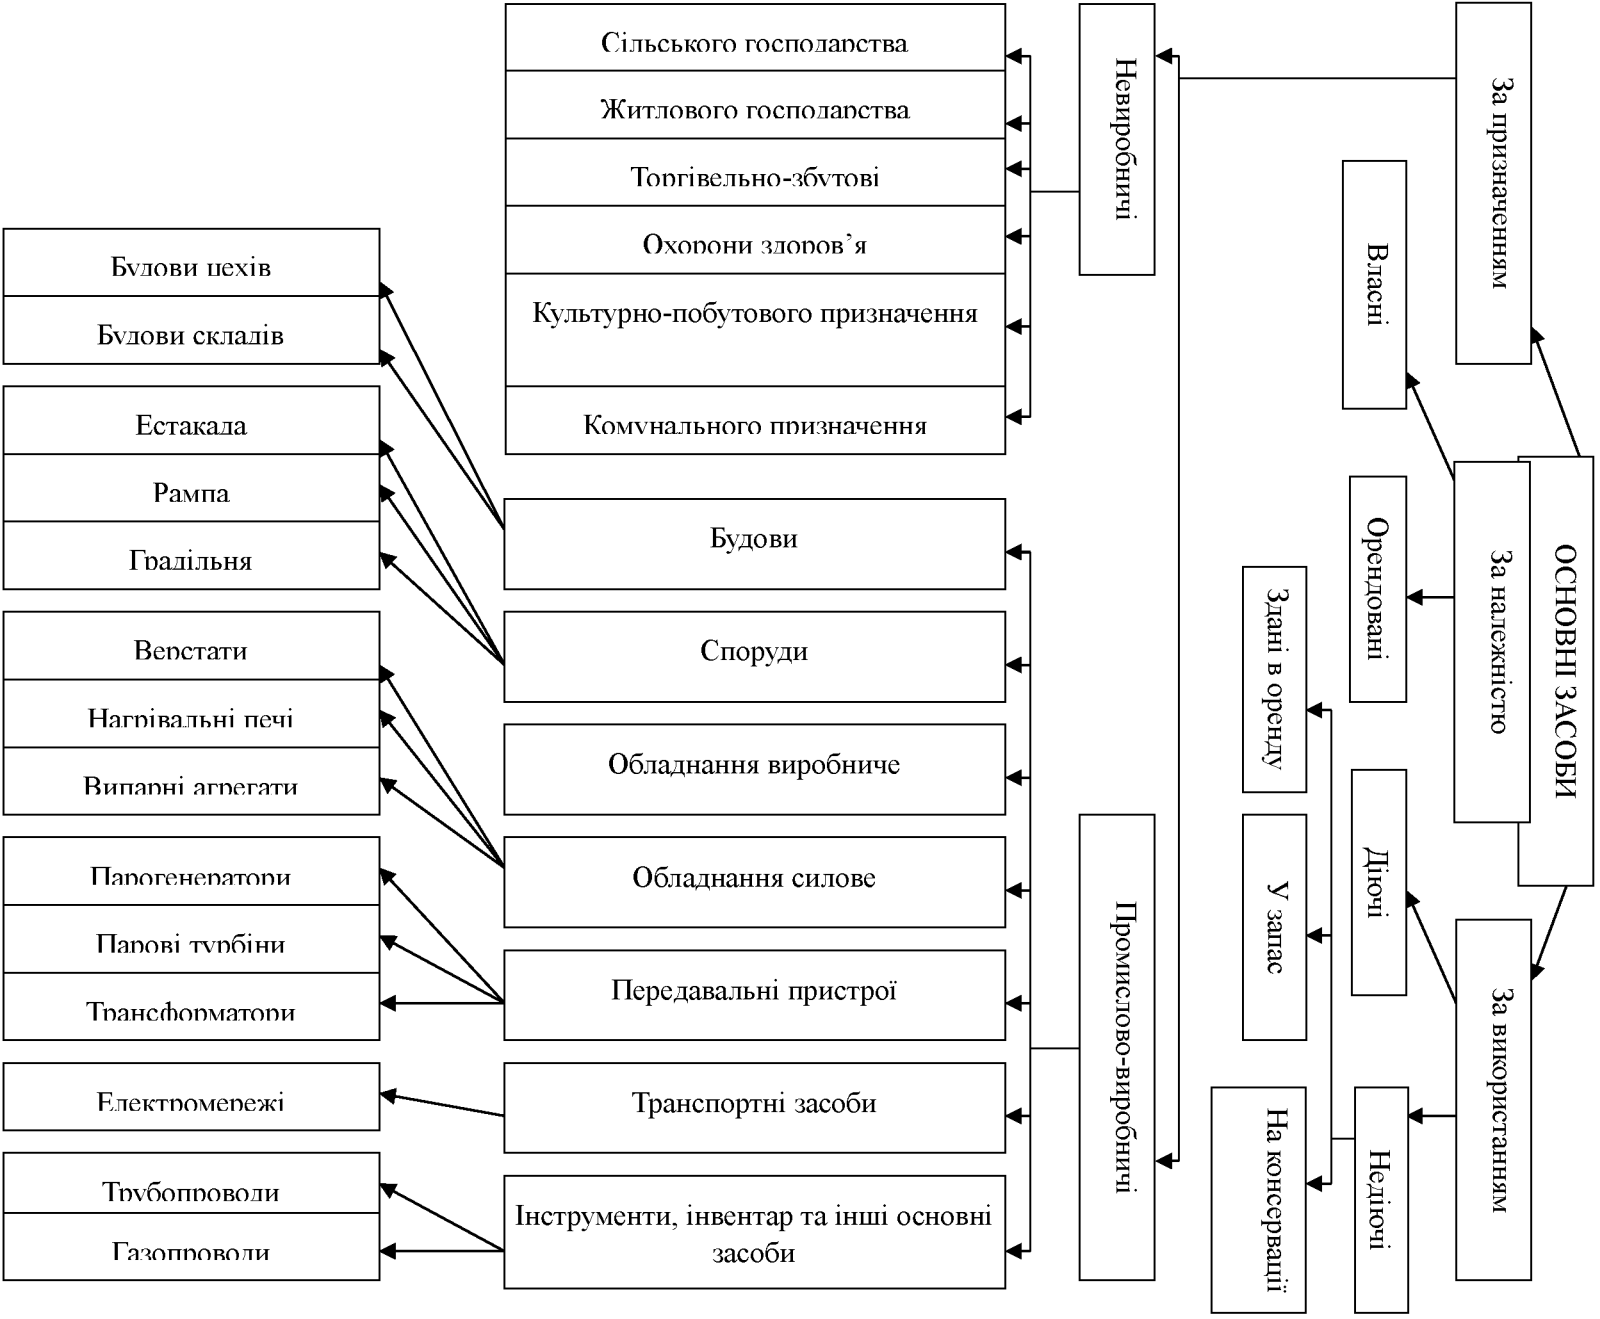 ОСНОВНІ ЗАСОБИ
За призначенням
За належністю
За використанням
Власні
Орендовані
Діючі
Недіючі
Здані в оренду
У запас
На консервації
Невиробничі
Промислово-виробничі
Сільського господарства
Житлового господарства
Торгівельно-збутові
Охорони здоров’я
Культурно-побутового призначення
Комунального призначення
Будови
Споруди
Обладнання виробниче
Обладнання силове
Передавальні пристрої
Транспортні засоби
Інструменти, інвентар та інші основні
засоби
Будови цехів
Будови складів
Естакада
Рампа
Градільня
Верстати
Нагрівальні печі
Випарні агрегати
Парогенератори
Парові турбіни
Трансформатори
Електромережі
Трубопроводи
Газопроводи